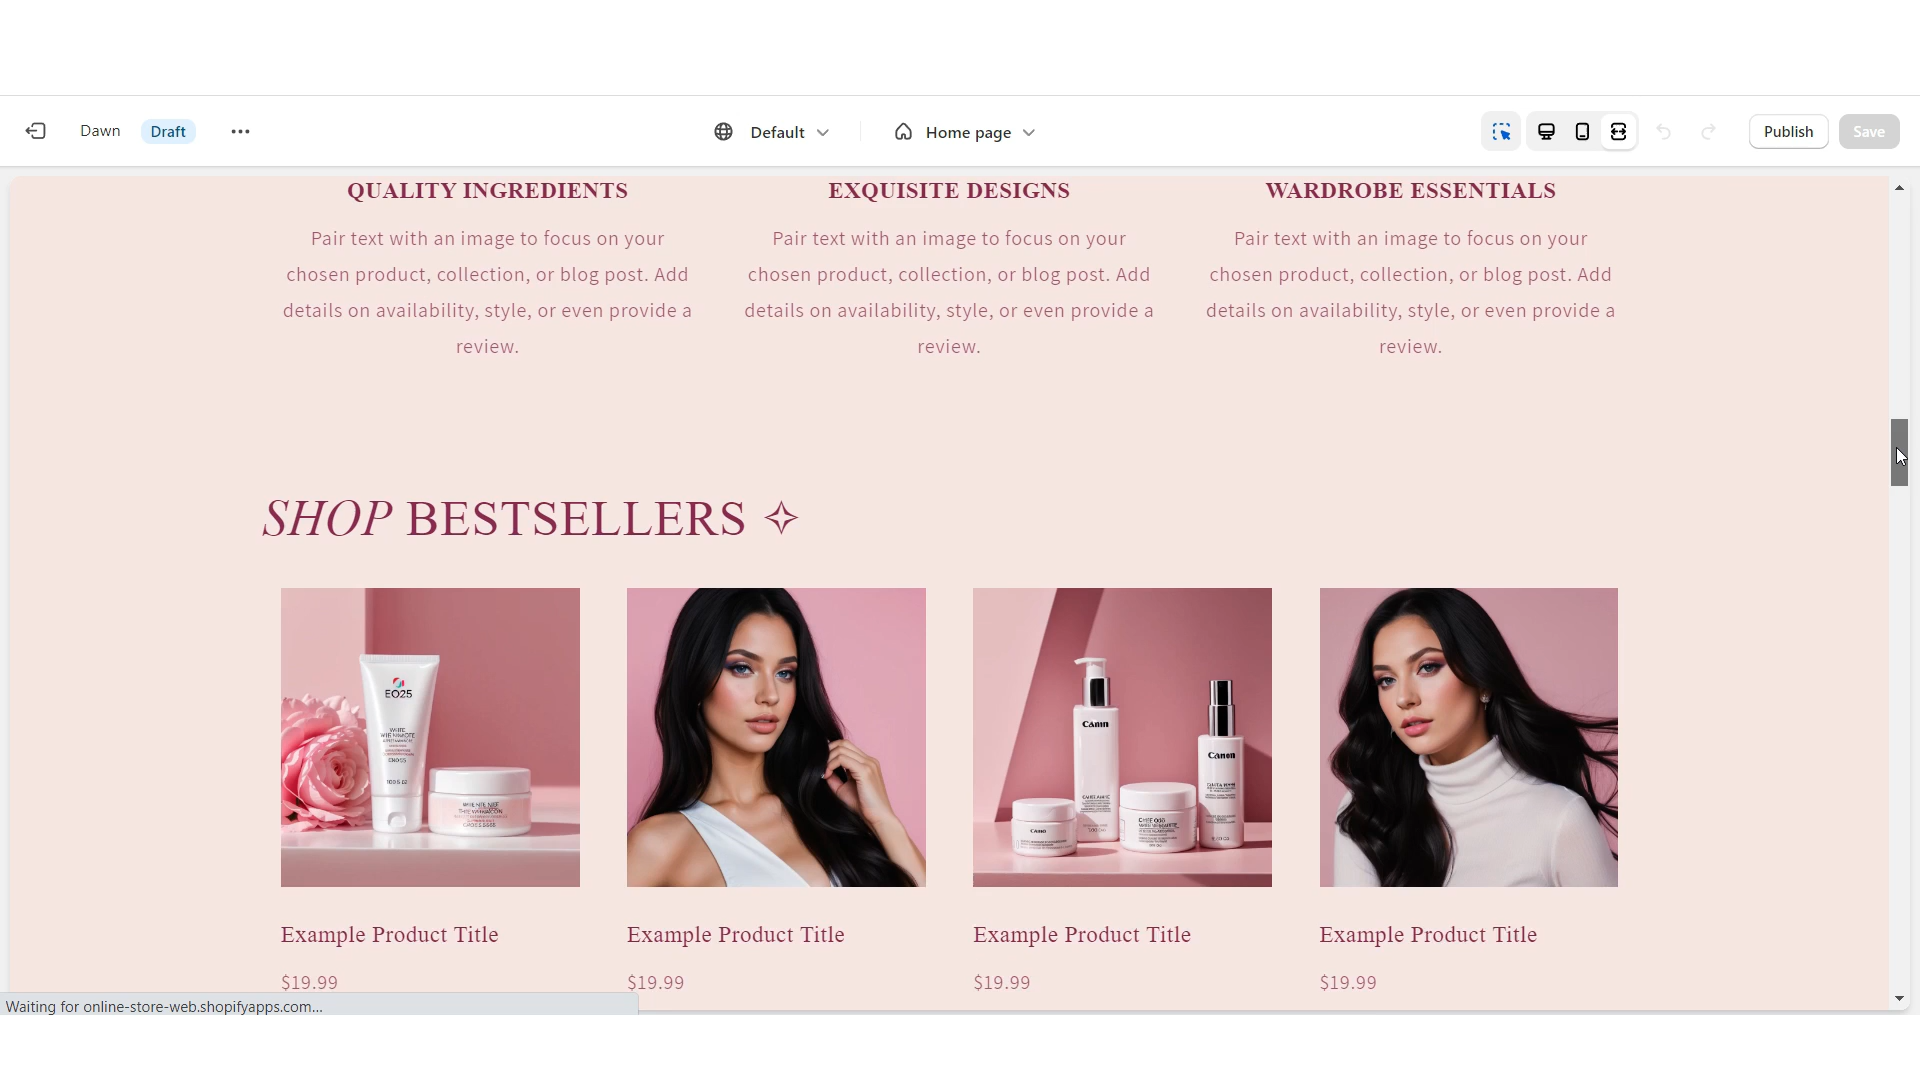 Dawn
Draft
Default
Home page
Publish
Save
QUALITY INGREDIENTS
Pair text with an image to focus on your
chosen product, collection, or blog post. Add
details on availability, style, or even provide a
review.
EXQUISITE DESIGNS
Pair text with an image to focus on your
chosen product, collection, or blog post. Add
details on availability, style, or even provide a
review.
WARDROBE ESSENTIALS
Pair text with an image to focus on your
chosen product, collection, or blog post. Add
details on availability, style, or even provide a
review.
SHOP BESTSELLERS ✧
EO25
Example Product Title
$19.99
Example Product Title
$19.99
Example Product Title
$19.99
Example Product Title
$19.99
Waiting for online-store-web.shopifyapps.com...